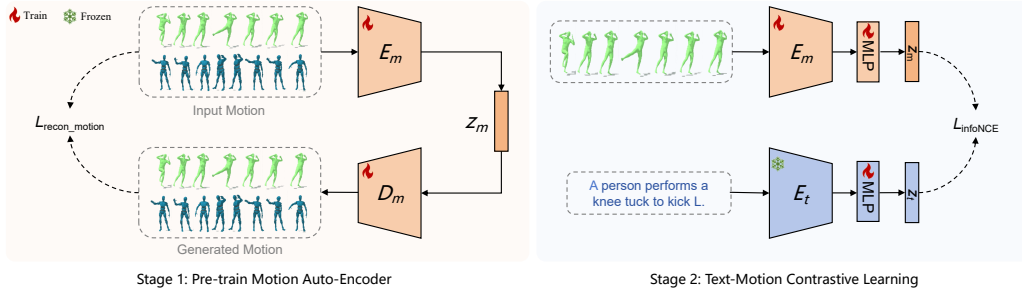 Train Frozen
Input Motion
E_m
z_m
L_recon_motion
D_m
Generated Motion
Stage 1: Pre-train Motion Auto-Encoder
E_m
MLP
z_m
L_infoNCE
A person performs a
knee tuck to kick L.
E_t
MLP
z_t
Stage 2: Text-Motion Contrastive Learning